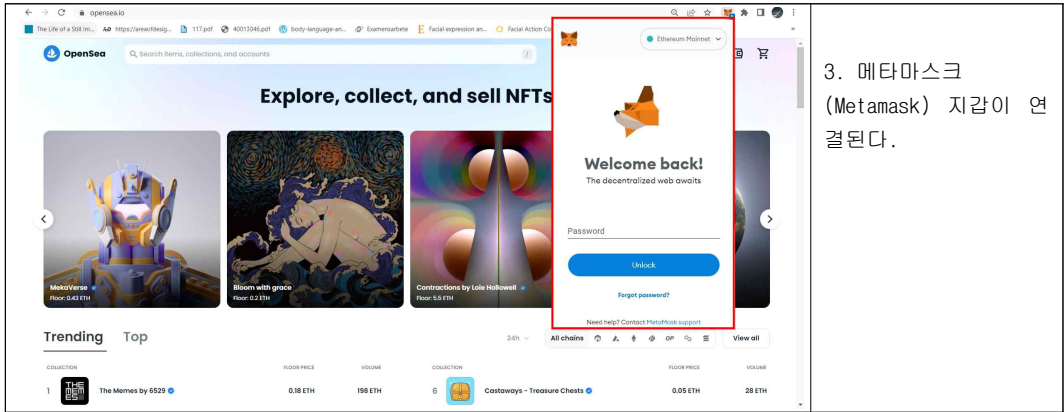 opensea.io
The Life of a Still Im...
https://areaofdesig...
117.pdf
40013046.pdf
body-language-an...
Examensarbete
Facial expression an...
Facial Action Co
OpenSea
Search items, collections, and accounts
/
Explore, collect, and sell NFTs
MekaVerse
Floor: 0.43 ETH
Bloom with grace
Floor: 0.2 ETH
Contractions by Loie Hollowell
Floor: 5.5 ETH
Ethereum Mainnet
Welcome back!
The decentralized web awaits
Password
Unlock
Forgot password?
Need help? Contact MetaMask support
Trending Top
24h
All chains
OP
View all
COLLECTION FLOOR PRICE VOLUME COLLECTION FLOOR PRICE VOLUME
1 THE MEMES The Memes by 6529 0.18 ETH 198 ETH 6 Castaways - Treasure Chests 0.05 ETH 28 ETH
3. 메타마스크
(Metamask) 지갑이 연
결된다.